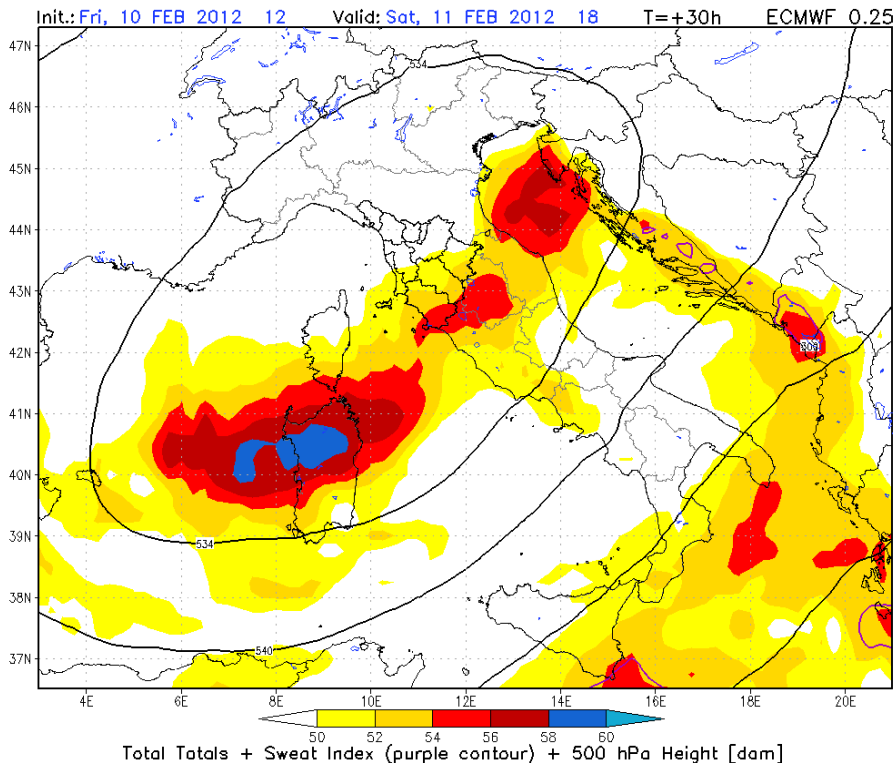 Init.: Fri, 10 FEB 2012 12 Valid: Sat, 11 FEB 2012 18 T=+30h ECMWF 0.25
47N
534
46N
45N
44N
43N
42N
41N
40N
39N
534
38N
540
37N
4E 6E 8E 10E 12E 14E 16E 18E 20E
50 52 54 56 58 60
Total Totals + Sweat Index (purple contour) + 500 hPa Height [dam]